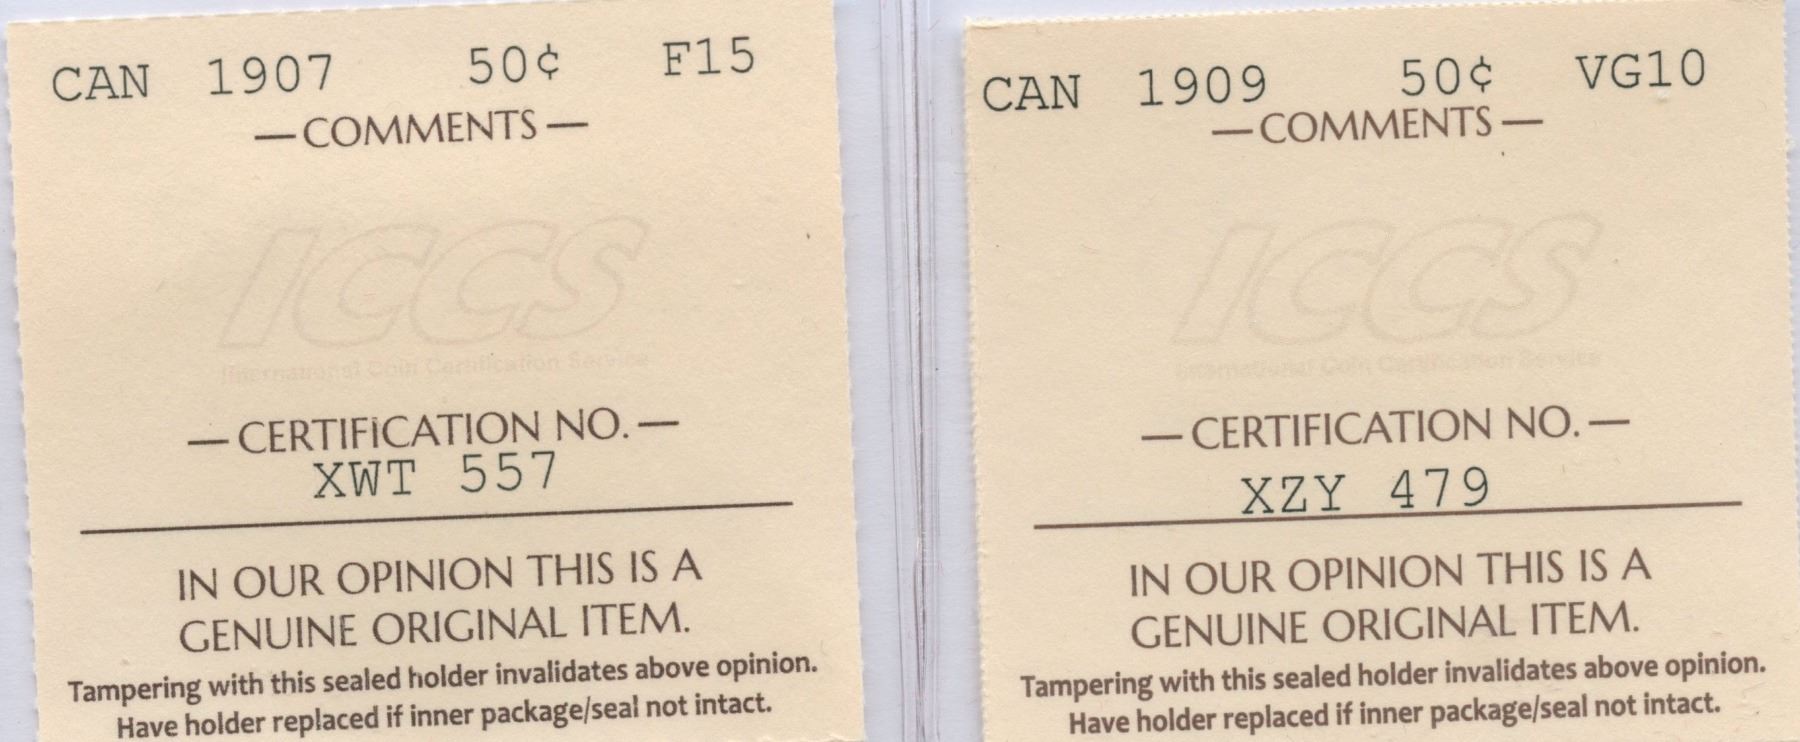 CAN 1907 50¢ F15
—COMMENTS—
ICCS
International Coin Certification Service
—CERTIFICATION NO.—
XWT 557
IN OUR OPINION THIS IS A
GENUINE ORIGINAL ITEM.
Tampering with this sealed holder invalidates above opinion.
Have holder replaced if inner package/seal not intact.
CAN 1909 50¢ VG10
—COMMENTS—
ICCS
International Coin Certification Service
—CERTIFICATION NO.—
XZY 479
IN OUR OPINION THIS IS A
GENUINE ORIGINAL ITEM.
Tampering with this sealed holder invalidates above opinion.
Have holder replaced if inner package/seal not intact.